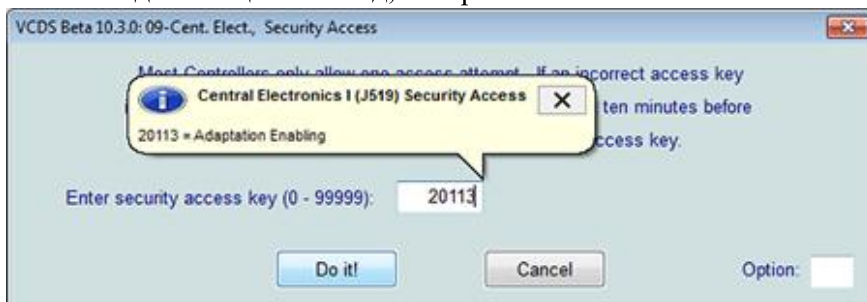 VCDS Beta 10.3.0: 09-Cent. Elect., Security Access
Most Controllers only allow one access attempt. If an incorrect access key
Central Electronics I (J519) Security Access
ten minutes before
20113 = Adaptation Enabling
key.
Enter security access key (0 - 99999): 20113
Do it! Cancel Option: